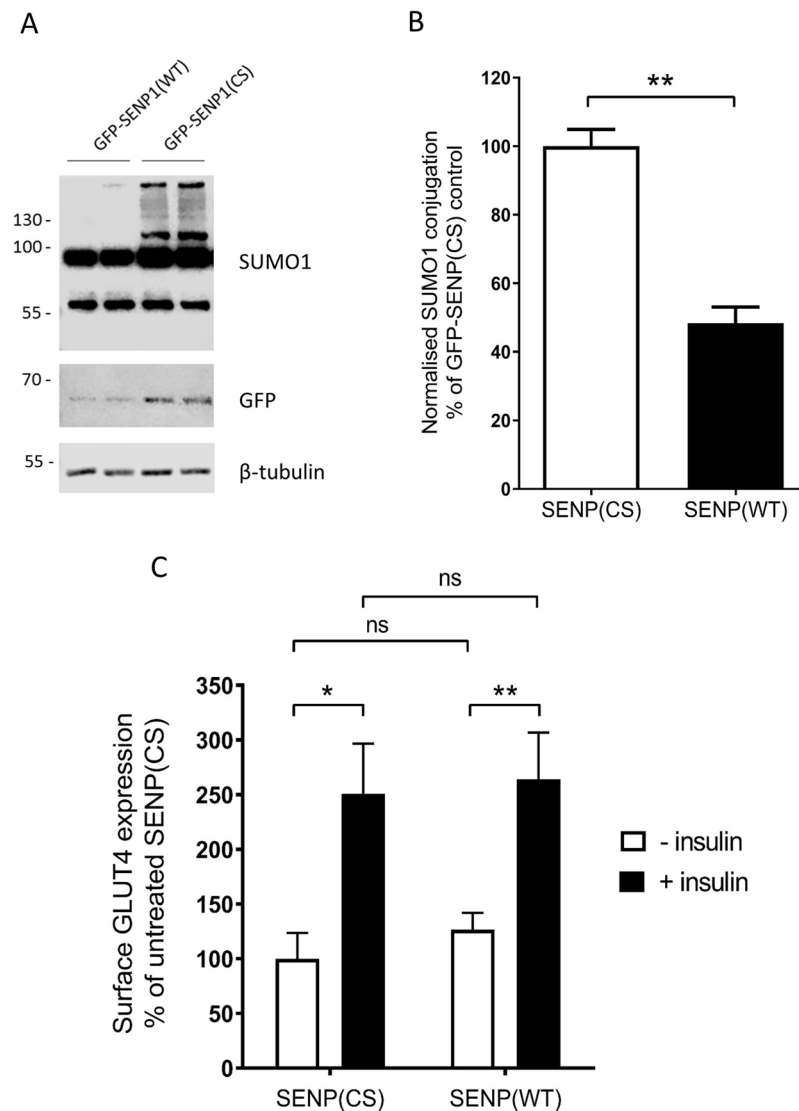 A
GFP-SENP1(WT)
GFP-SENP1(CS)
130 -
100 -
55 -
SUMO1
70 -
GFP
55 -
β-tubulin
B
Normalised SUMO1 conjugation
% of GFP-SENP(CS) control
120
100
80
60
40
20
0
**
SENP(CS) SENP(WT)
C
ns
ns
* **
Surface GLUT4 expression
% of untreated SENP(CS)
350
300
250
200
150
100
50
0
SENP(CS) SENP(WT)
- insulin
+ insulin